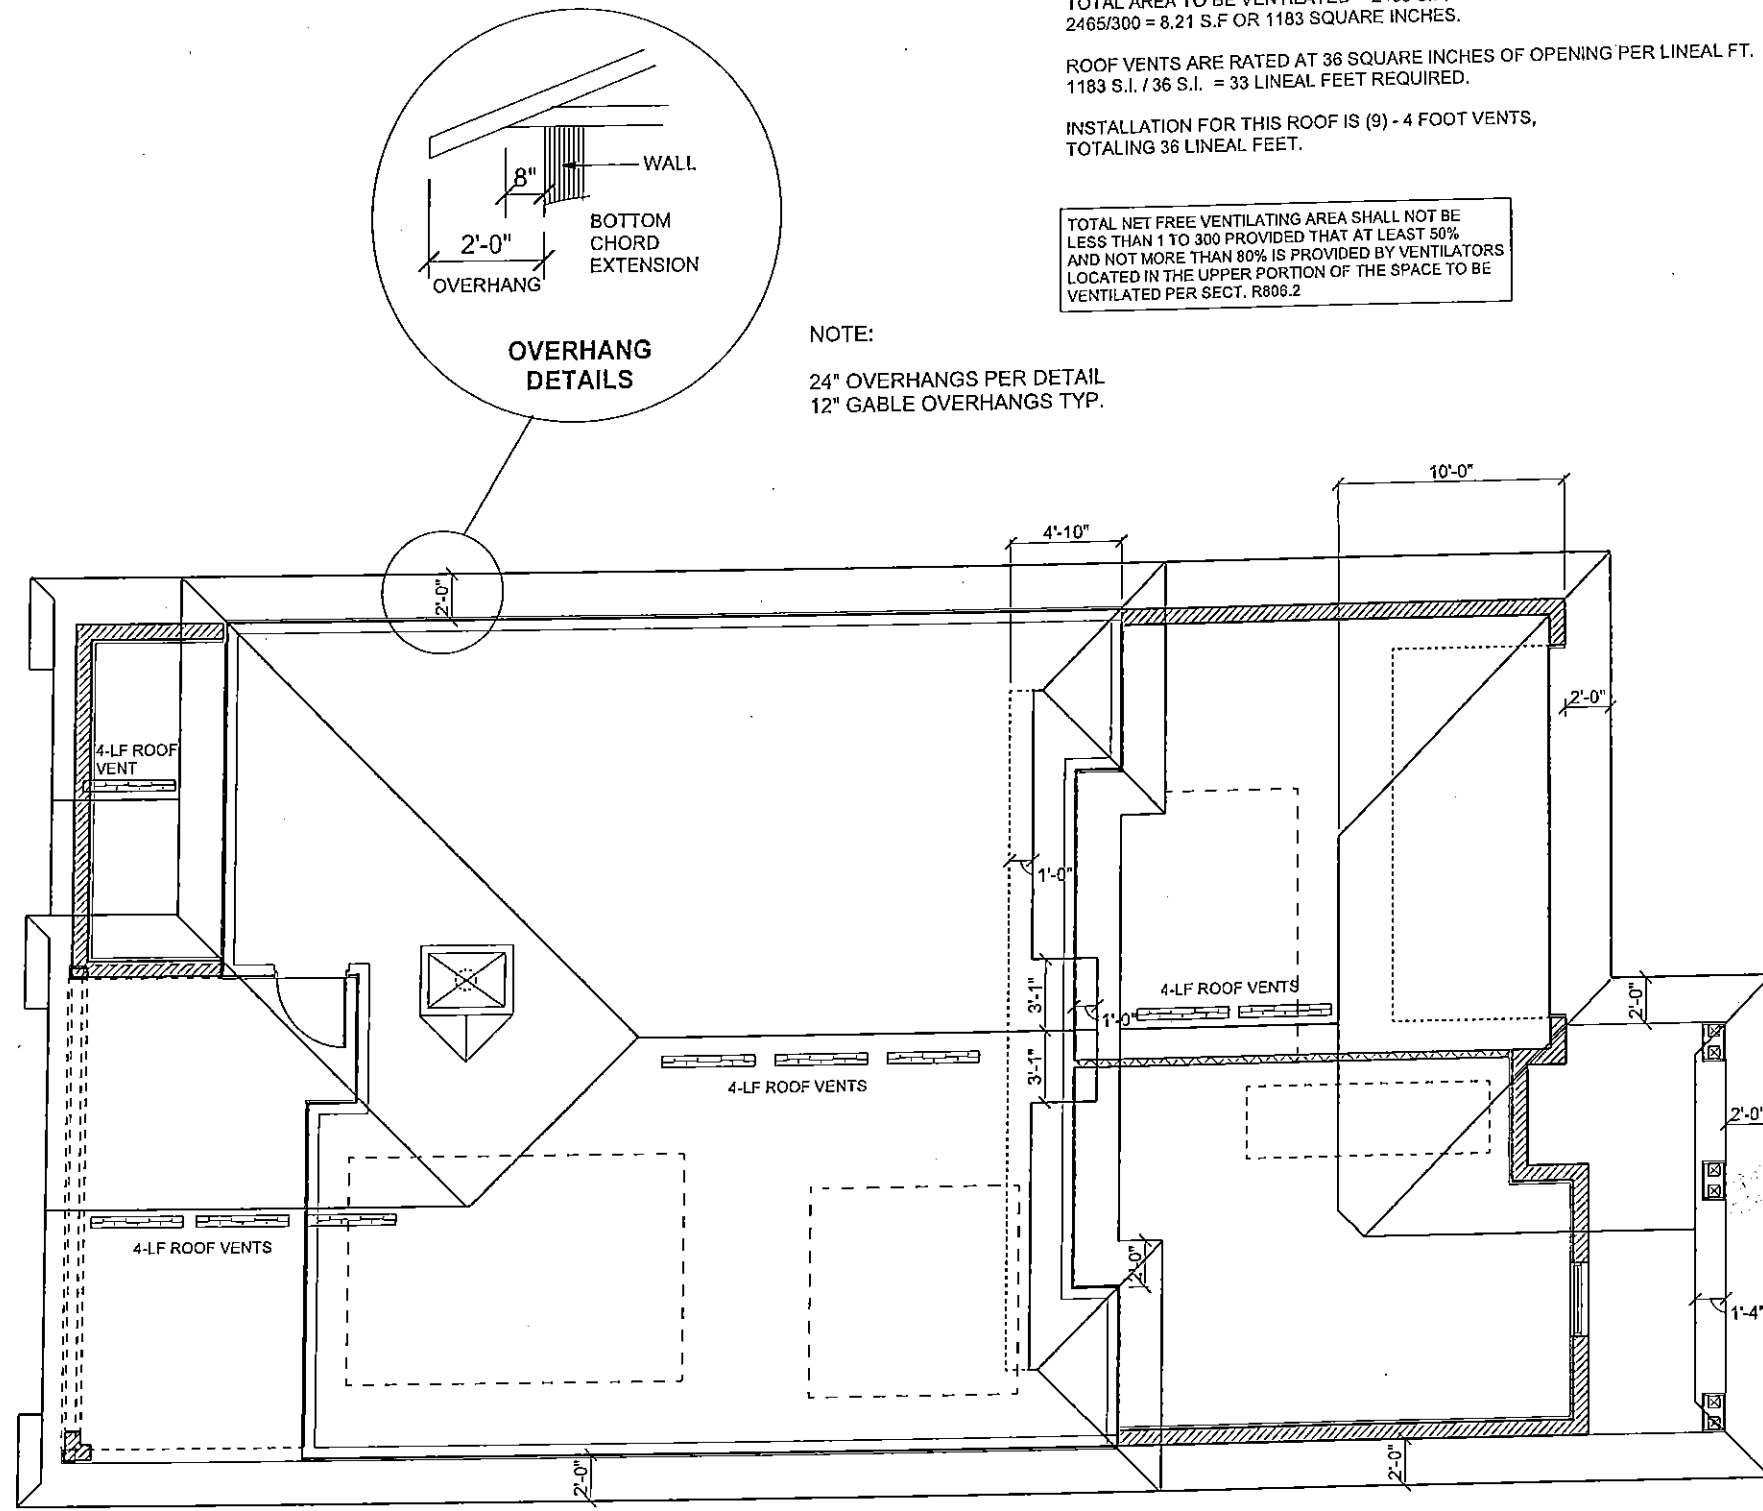 2465/300 = 8.21 S.F OR 1183 SQUARE INCHES.
ROOF VENTS ARE RATED AT 36 SQUARE INCHES OF OPENING PER LINEAL FT.
1183 S.I. / 36 S.I. = 33 LINEAL FEET REQUIRED.
INSTALLATION FOR THIS ROOF IS (9) - 4 FOOT VENTS,
TOTALING 36 LINEAL FEET.
TOTAL NET FREE VENTILATING AREA SHALL NOT BE
LESS THAN 1 TO 300 PROVIDED THAT AT LEAST 50%
AND NOT MORE THAN 80% IS PROVIDED BY VENTILATORS
LOCATED IN THE UPPER PORTION OF THE SPACE TO BE
VENTILATED PER SECT. R806.2
WALL
8"
BOTTOM
CHORD
EXTENSION
2'-0"
OVERHANG
OVERHANG
DETAILS
NOTE:
24" OVERHANGS PER DETAIL
12" GABLE OVERHANGS TYP.
10'-0"
4'-10"
2'-0"
2'-0"
4-LF ROOF
VENT
1'-0"
3'-1"
1'-0"
4-LF ROOF VENTS
2'-0"
3'-1"
4-LF ROOF VENTS
2'-0"
4-LF ROOF VENTS
2'-0"
1'-4"
2'-0"
2'-0"